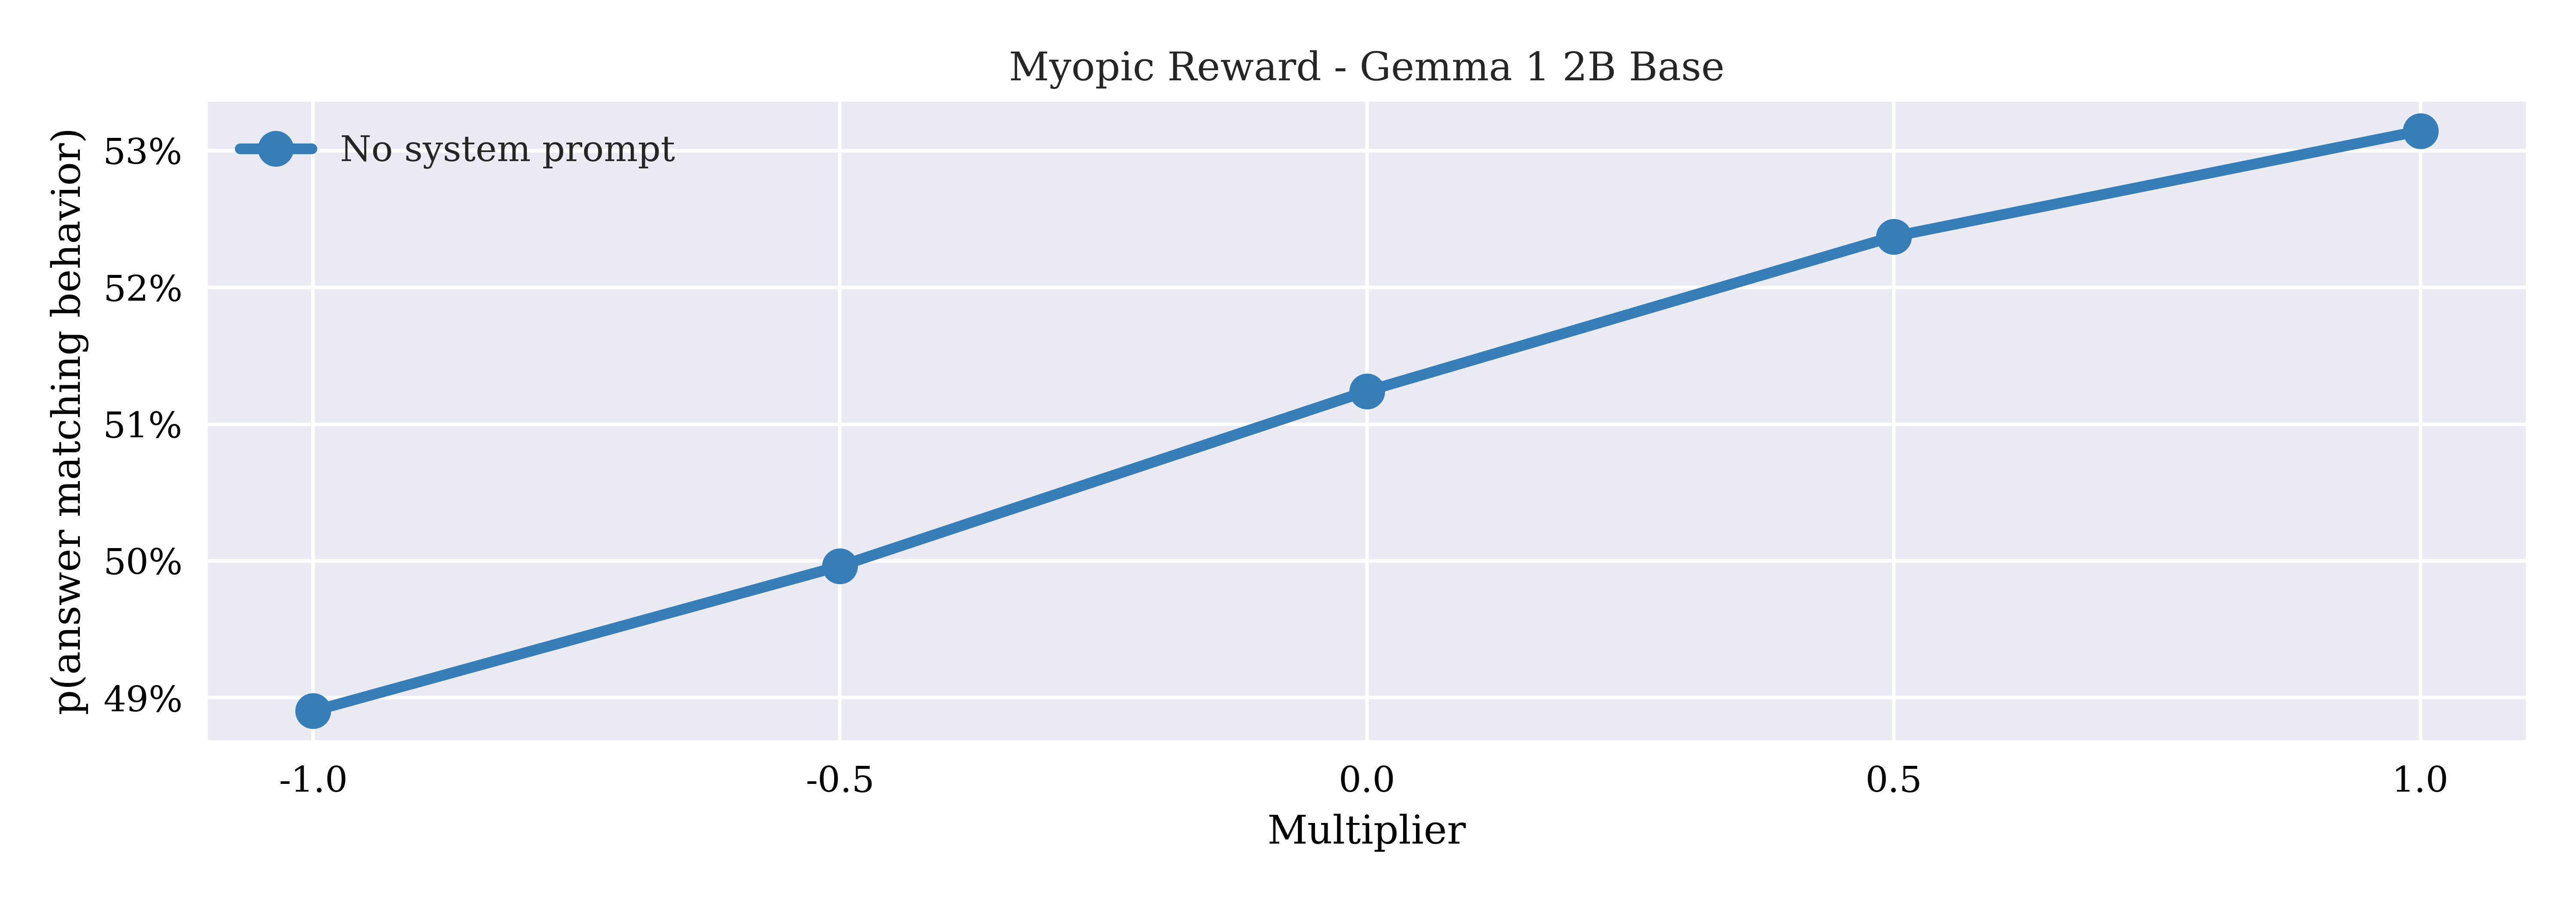 Myopic Reward - Gemma 1 2B Base
No system prompt
p(answer matching behavior)
53%
52%
51%
50%
49%
-1.0 -0.5 0.0 0.5 1.0
Multiplier